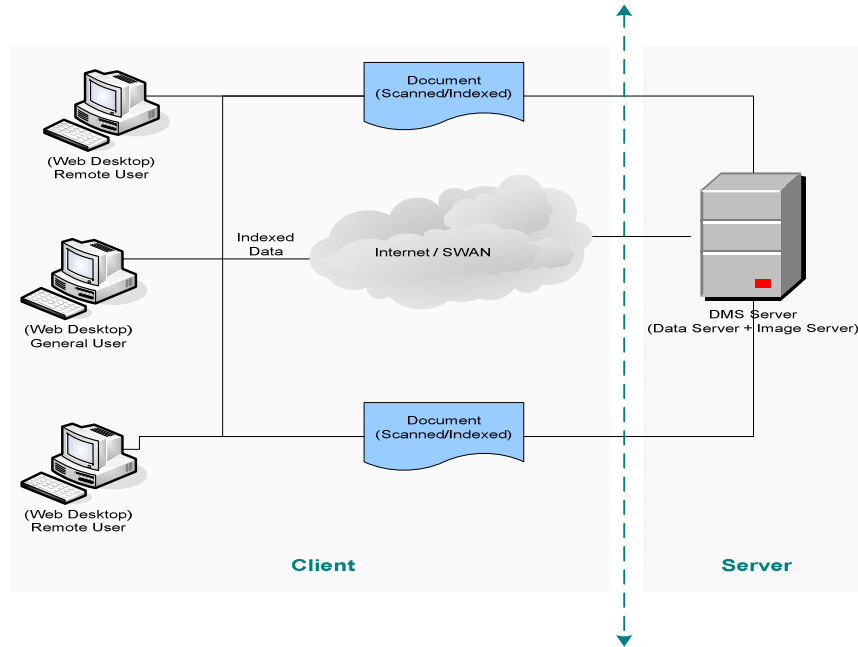 Document
(Scanned/Indexed)
(Web Desktop)
Remote User
Indexed
Data
Internet / SWAN
(Web Desktop)
General User
DMS Server
(Data Server + Image Server)
Document
(Scanned/Indexed)
(Web Desktop)
Remote User
Client
Server